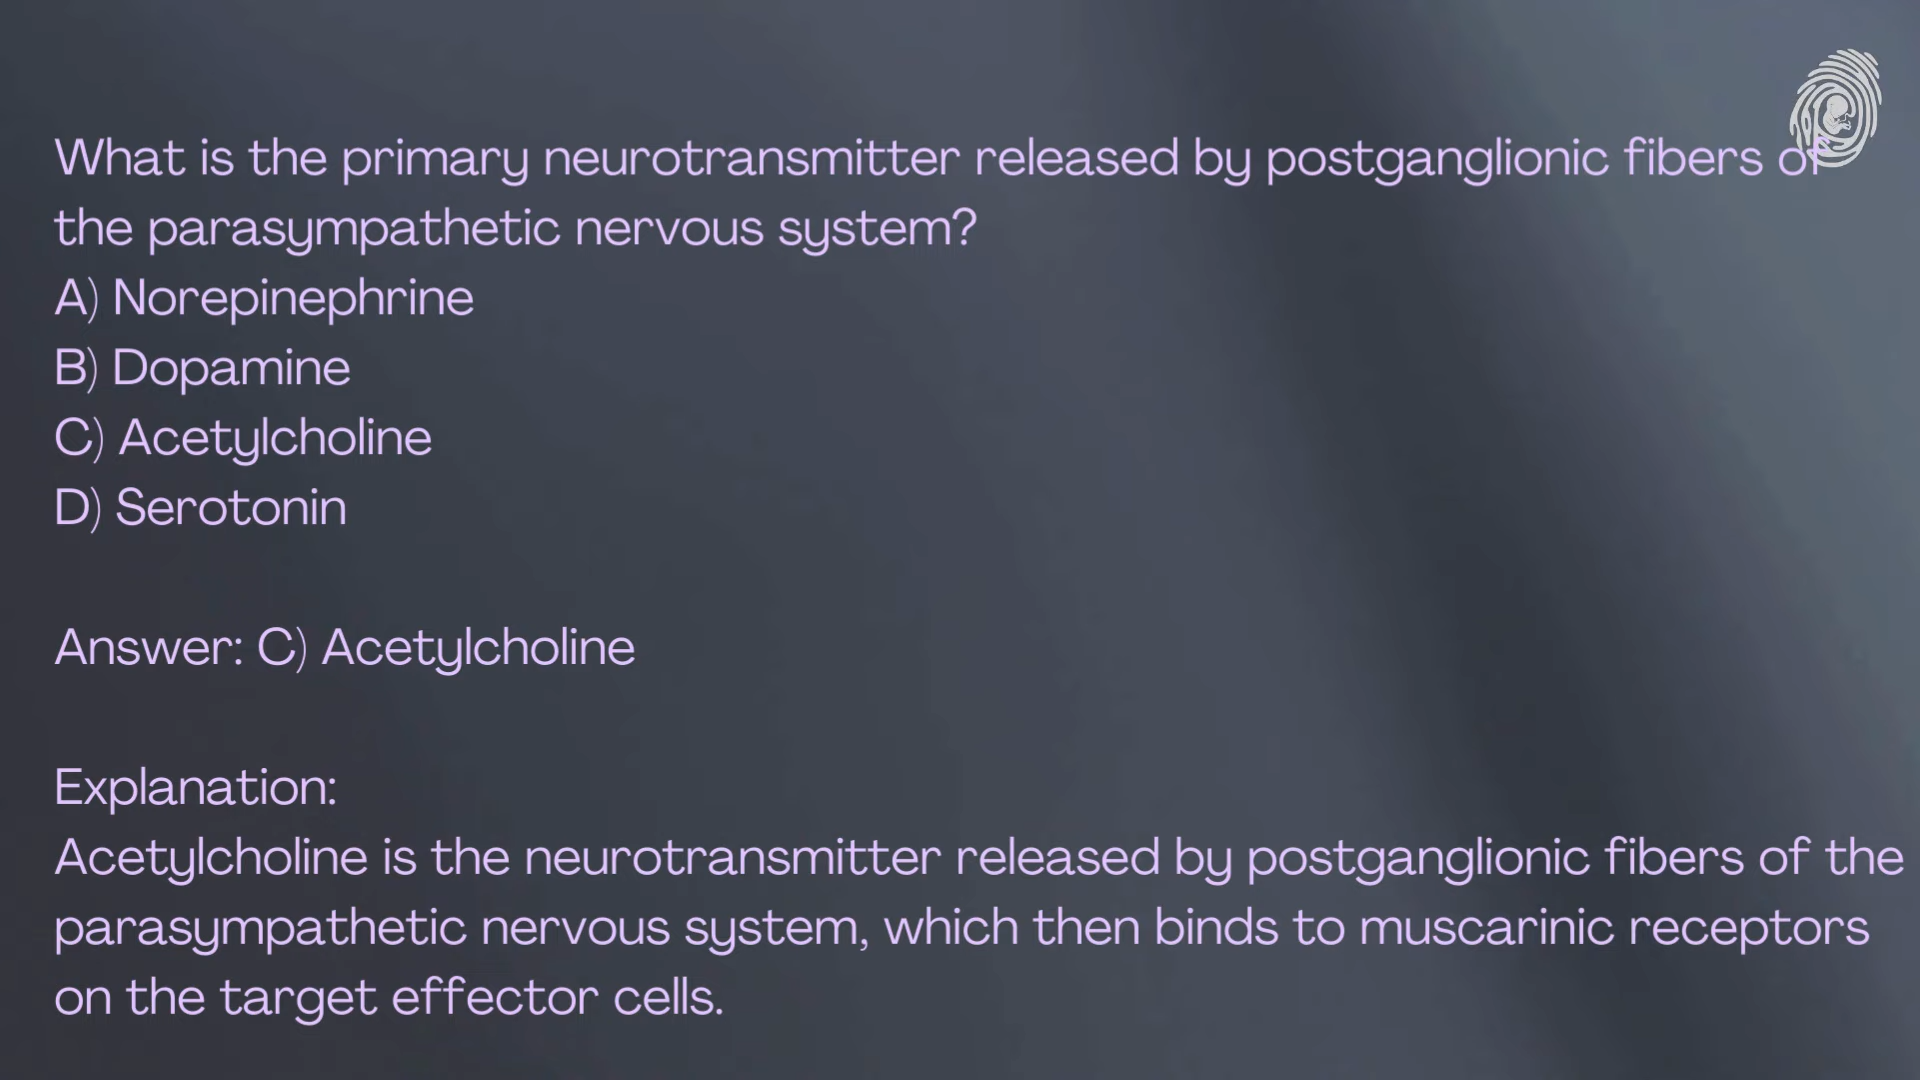 What is the primary neurotransmitter released by postganglionic fibers of
the parasympathetic nervous system?
A) Norepinephrine
B) Dopamine
C) Acetylcholine
D) Serotonin
Answer: C) Acetylcholine
Explanation:
Acetylcholine is the neurotransmitter released by postganglionic fibers of the
parasympathetic nervous system, which then binds to muscarinic receptors
on the target effector cells.